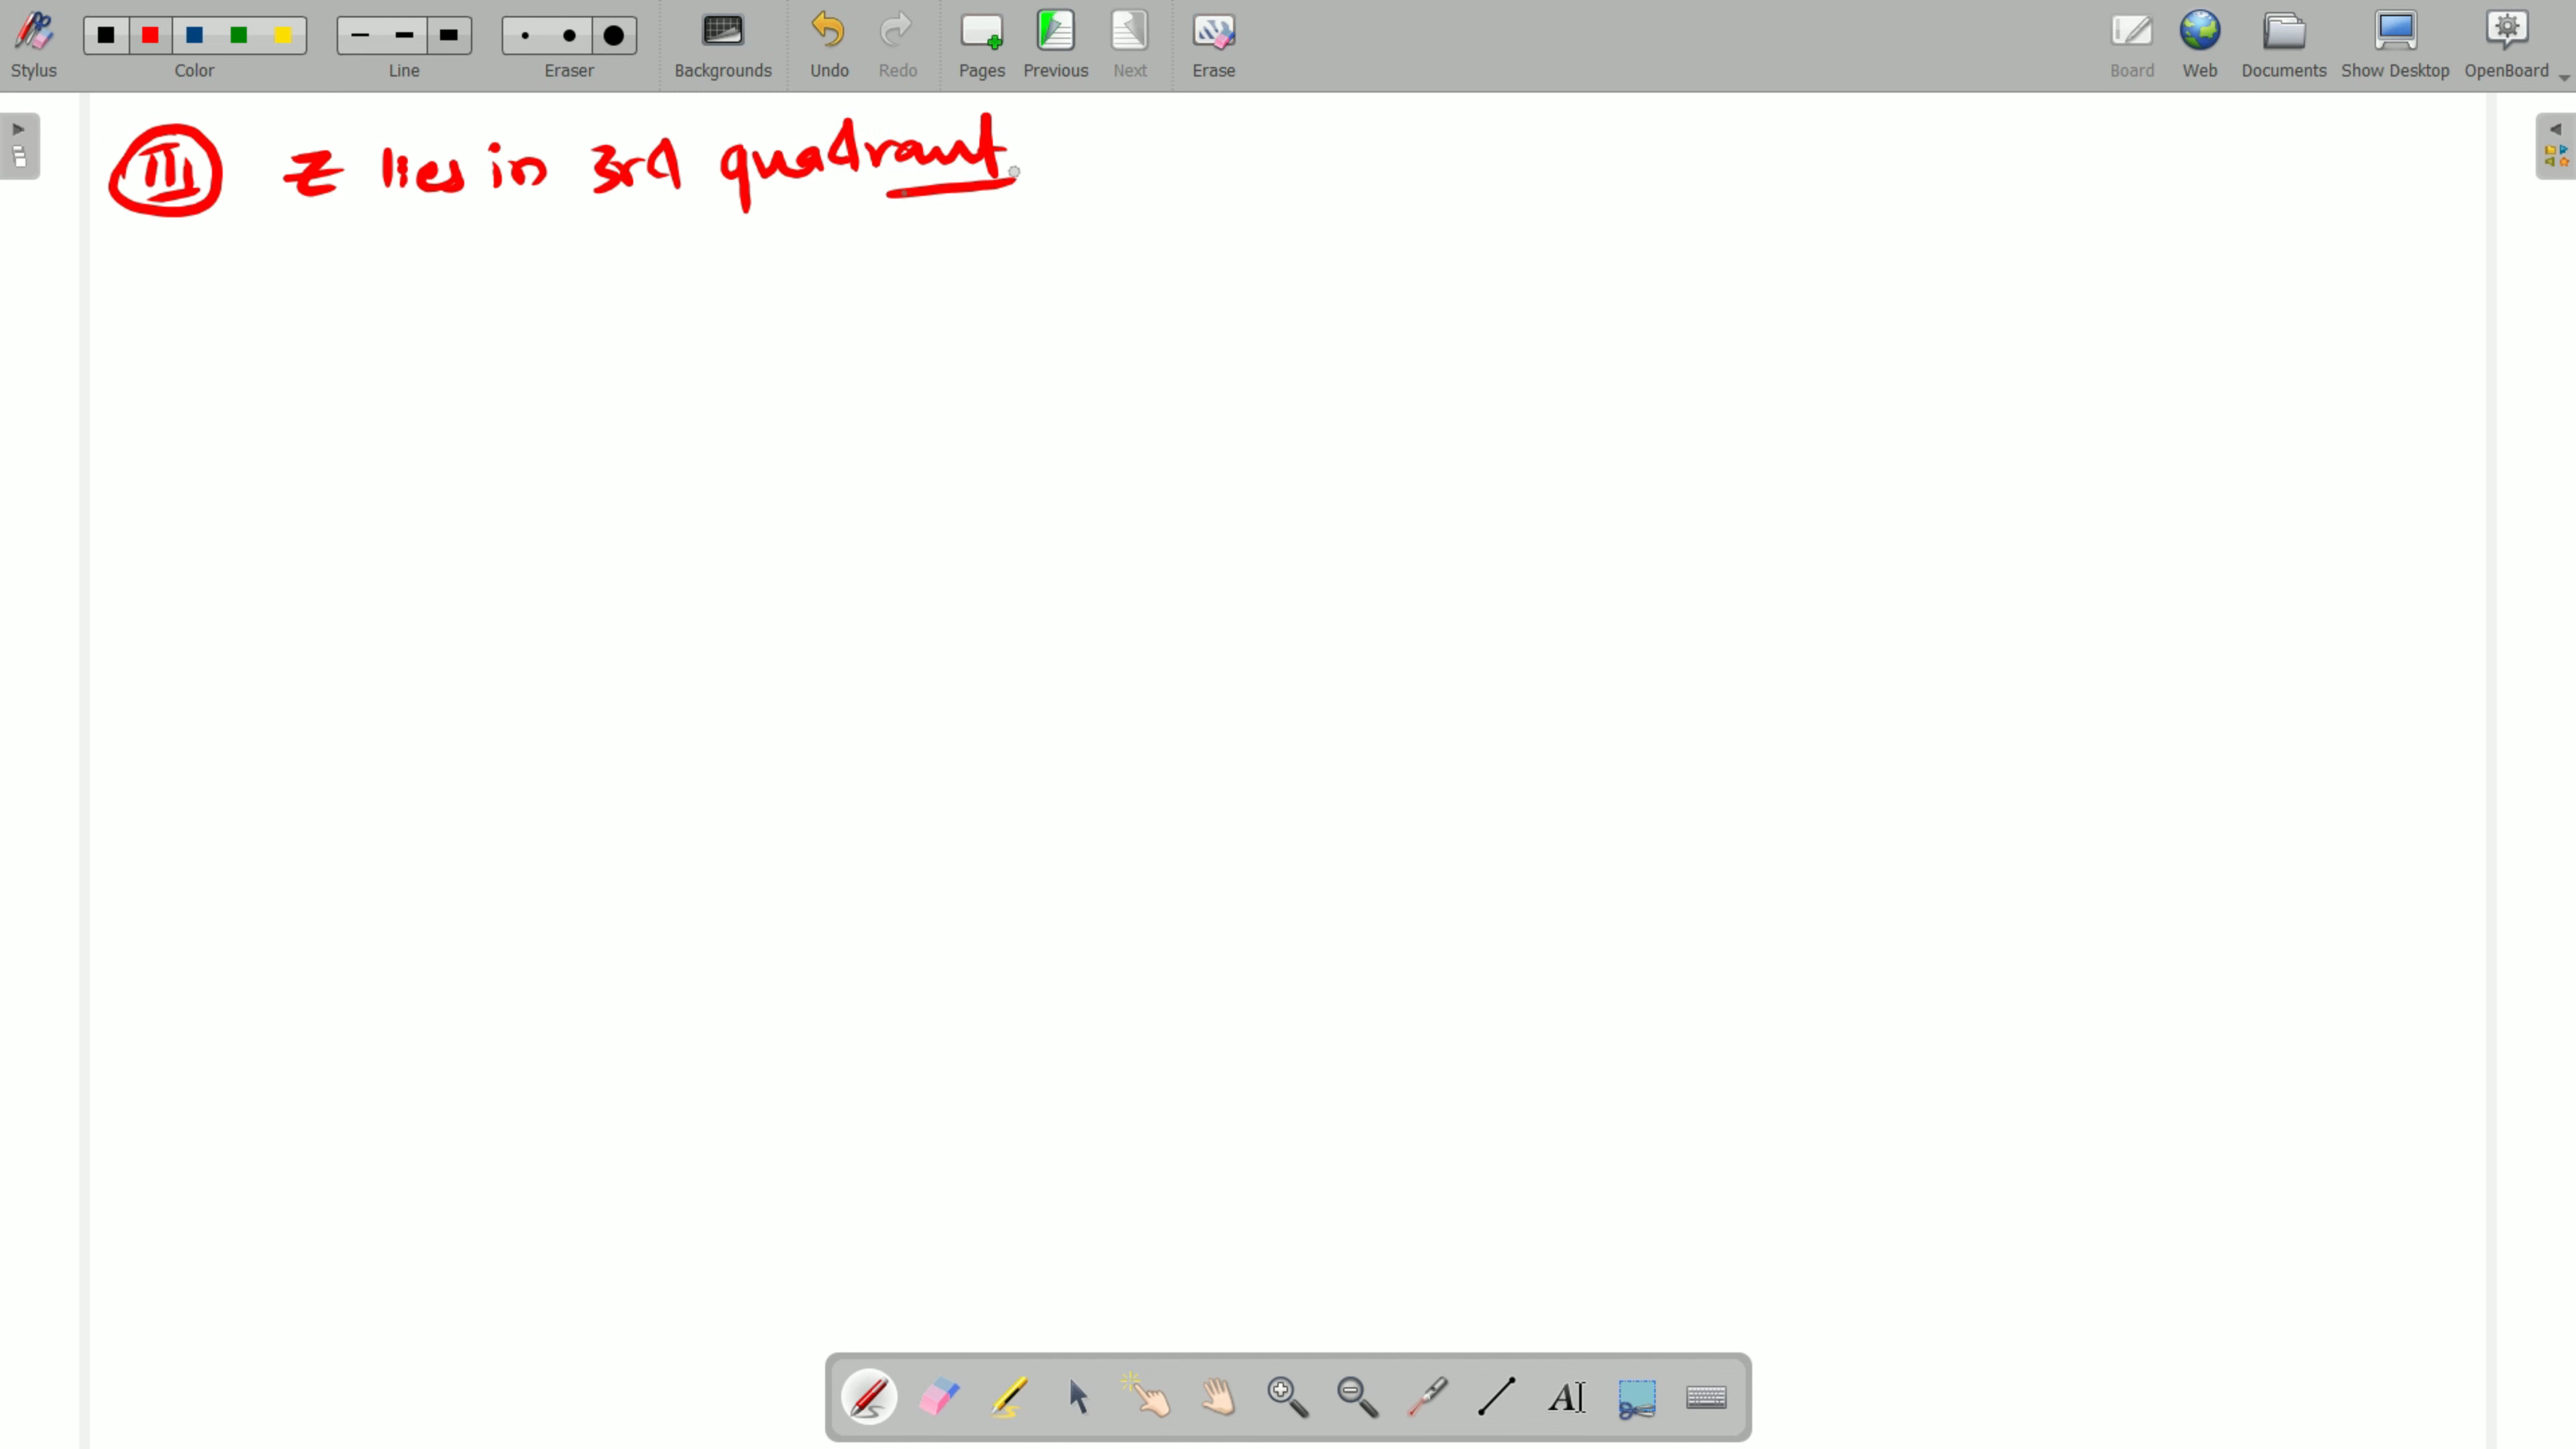 Stylus Color Line Eraser Backgrounds Undo Redo Pages Previous Next Erase Board Web Documents Show Desktop OpenBoard
III z lies in 3rd quadrant.
AI